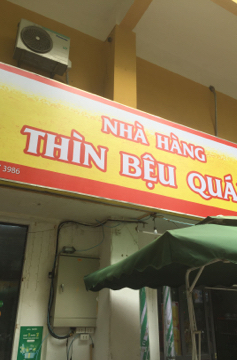 NHÀ HÀNG
THÌN BỆU QUÁ
3986